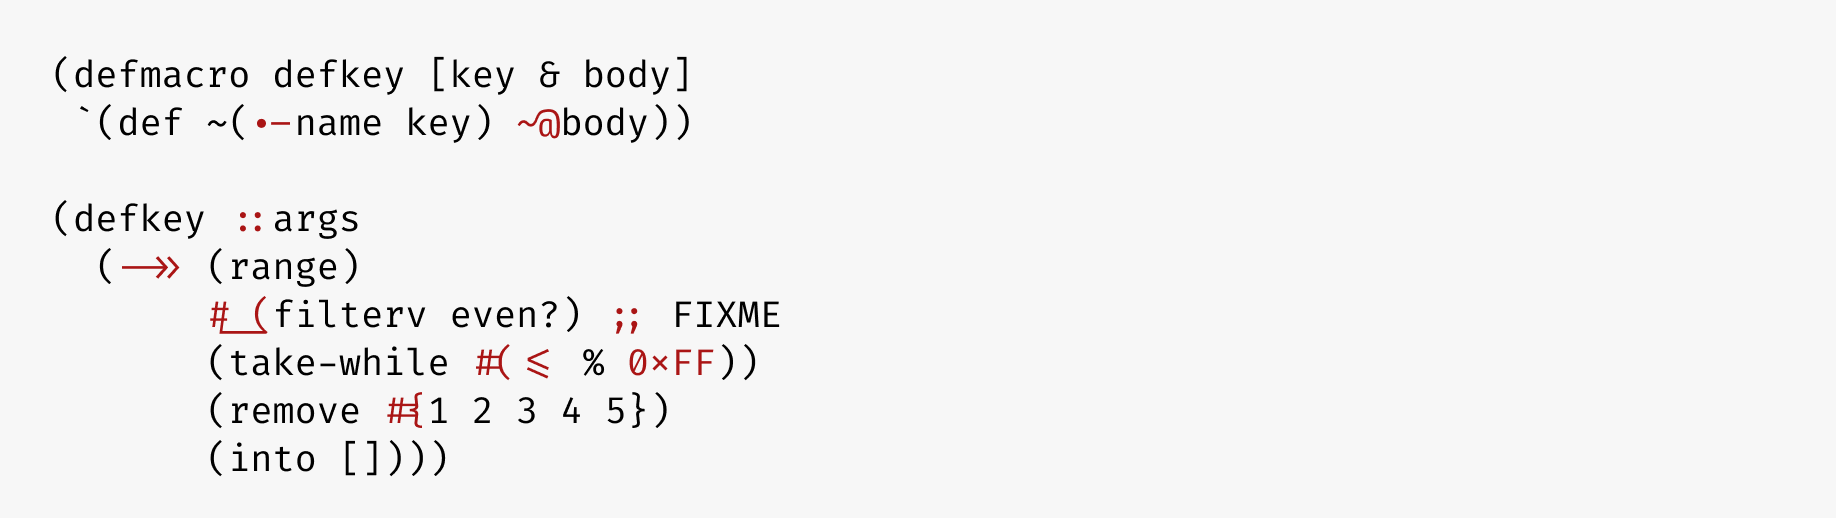 (defmacro defkey [key & body]
 `(def ~(.-name key) ~@body))

(defkey ::args
  (->> (range)
       #_(filterv even?) ;; FIXME
       (take-while #(<= % 0xFF))
       (remove #{1 2 3 4 5})
       (into [])))